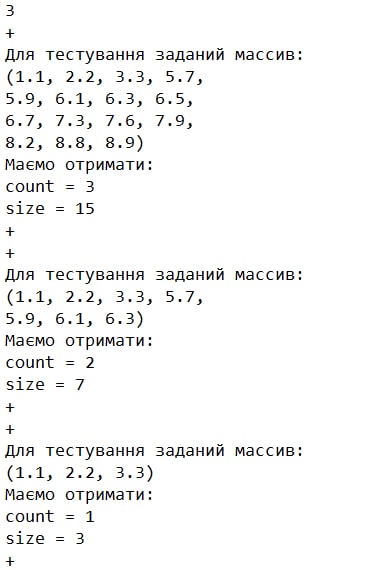 3
+
Для тестування заданий массив:
(1.1, 2.2, 3.3, 5.7,
5.9, 6.1, 6.3, 6.5,
6.7, 7.3, 7.6, 7.9,
8.2, 8.8, 8.9)
Маємо отримати:
count = 3
size = 15
+
+
Для тестування заданий массив:
(1.1, 2.2, 3.3, 5.7,
5.9, 6.1, 6.3)
Маємо отримати:
count = 2
size = 7
+
+
Для тестування заданий массив:
(1.1, 2.2, 3.3)
Маємо отримати:
count = 1
size = 3
+